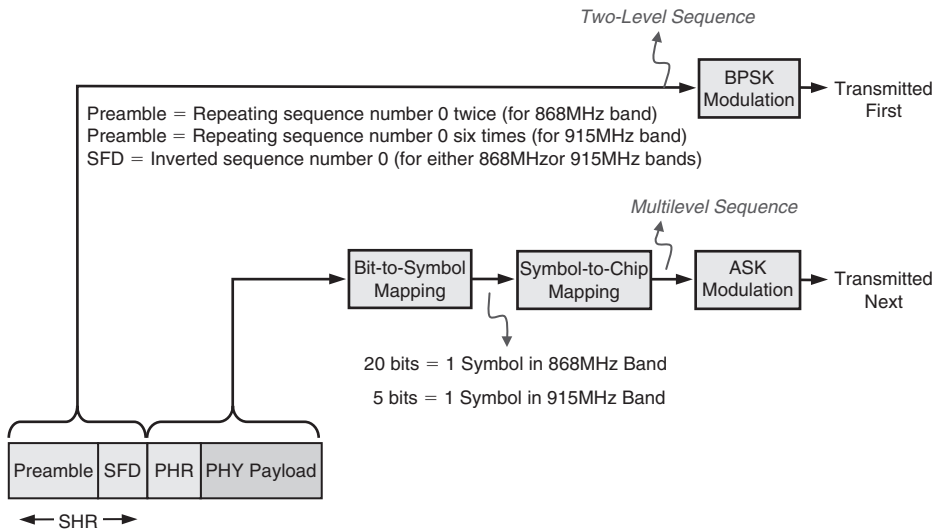 Two-Level Sequence
BPSK
Modulation
Transmitted
First
Preamble = Repeating sequence number 0 twice (for 868MHz band)
Preamble = Repeating sequence number 0 six times (for 915MHz band)
SFD = Inverted sequence number 0 (for either 868MHzor 915MHz bands)
Multilevel Sequence
Bit-to-Symbol
Mapping
Symbol-to-Chip
Mapping
ASK
Modulation
Transmitted
Next
20 bits = 1 Symbol in 868MHz Band
5 bits = 1 Symbol in 915MHz Band
Preamble
SFD
PHR
PHY Payload
SHR